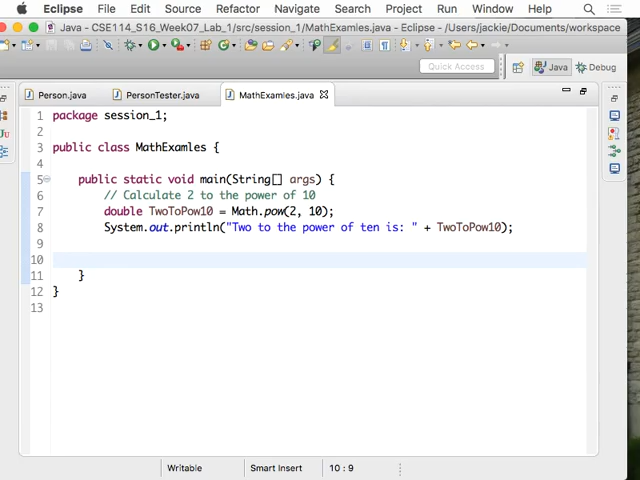 Eclipse File Edit Source Refactor Navigate Search Project Run Window Help
Java - CSE114_S16_Week07_Lab_1/src/session_1/MathExamles.java - Eclipse - /Users/jackie/Documents/workspace
Quick Access Java Debug
Person.java PersonTester.java MathExamles.java
1 package session_1;
2
3 public class MathExamles {
4
5 public static void main(String[] args) {
6 // Calculate 2 to the power of 10
7 double TwoToPow10 = Math.pow(2, 10);
8 System.out.println("Two to the power of ten is: " + TwoToPow10);
9
10
11 }
12 }
13
Writable Smart Insert 10 : 9